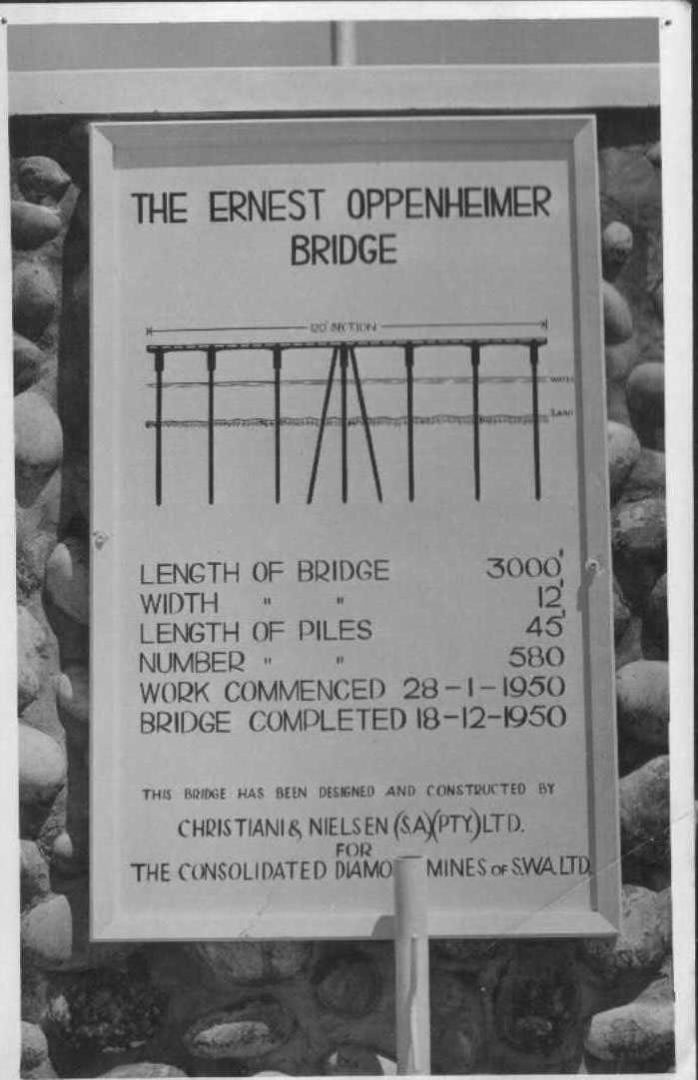 THE ERNEST OPPENHEIMER
BRIDGE
120' SECTION
WATER
SAND
LENGTH OF BRIDGE 3000'
WIDTH " " 12'
LENGTH OF PILES 45'
NUMBER " " 580
WORK COMMENCED 28-1-1950
BRIDGE COMPLETED 18-12-1950
THIS BRIDGE HAS BEEN DESIGNED AND CONSTRUCTED BY
CHRISTIANI & NIELSEN (S.A)(PTY.)LTD.
FOR
THE CONSOLIDATED DIAMO MINES OF S.W.A. LTD.